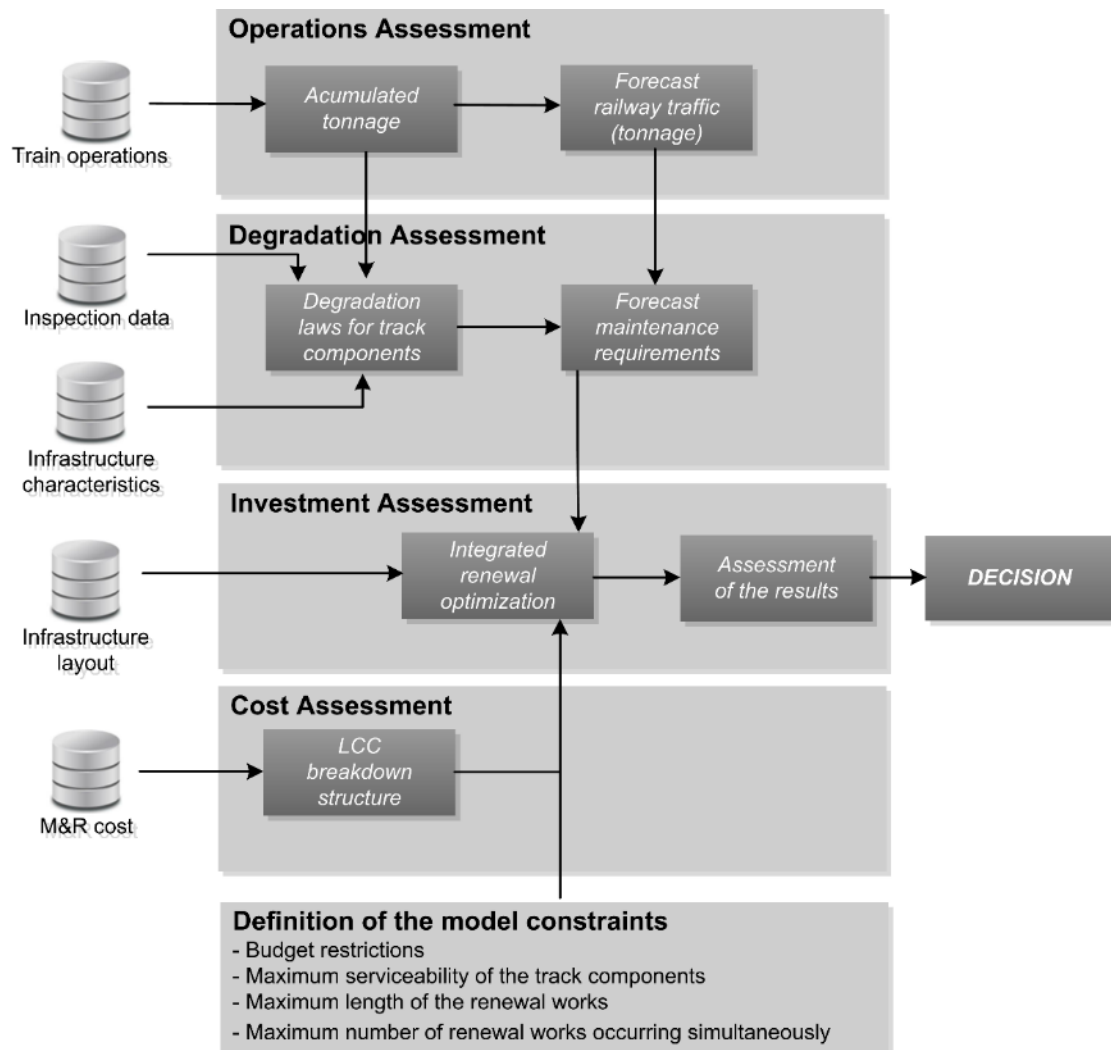 Operations Assessment
Train operations
Acumulated
tonnage
Forecast
railway traffic
(tonnage)
Degradation Assessment
Inspection data
Infrastructure
characteristics
Degradation
laws for track
components
Forecast
maintenance
requirements
Investment Assessment
Infrastructure
layout
Integrated
renewal
optimization
Assessment
of the results
DECISION
Cost Assessment
M&R cost
LCC
breakdown
structure
Definition of the model constraints
- Budget restrictions
- Maximum serviceability of the track components
- Maximum length of the renewal works
- Maximum number of renewal works occurring simultaneously